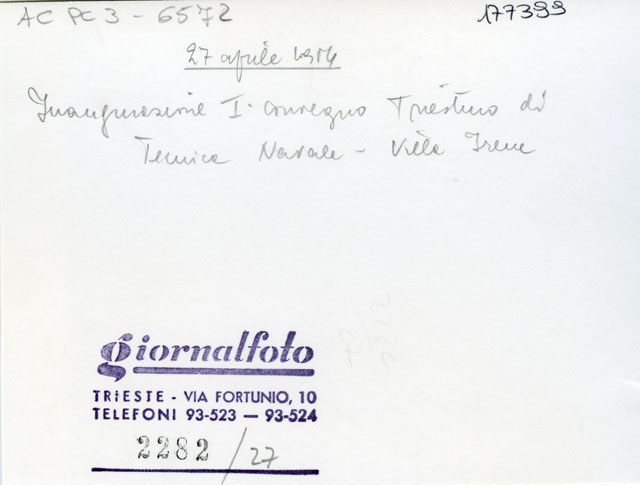 AC PC 3 - 6572
177399
27 aprile 1954
Inaugurazione I° convegno Triestino di
Tecnica Navale - Villa Irene
giornalfoto
TRIESTE - VIA FORTUNIO, 10
TELEFONI 93-523 — 93-524
2282/27